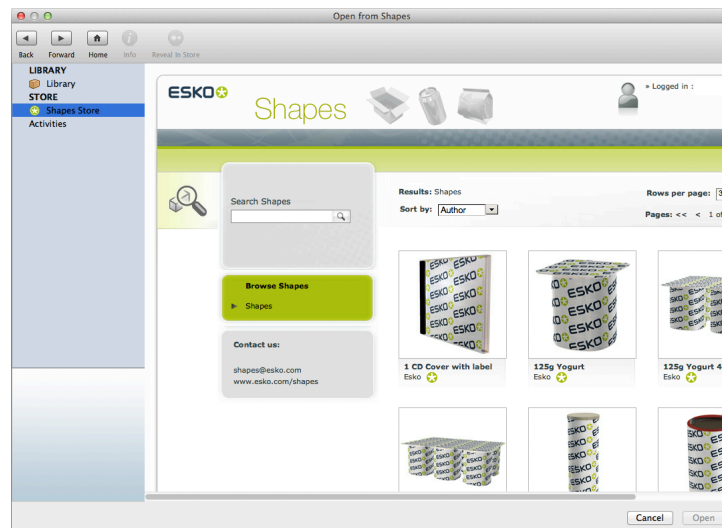 Open from Shapes
Back Forward Home Info Reveal in Store
LIBRARY
Library
STORE
Shapes Store
Activities
ESKO
Shapes
» Logged in :
Search Shapes
Results: Shapes
Rows per page: 3
Sort by: Author
Pages: << < 1 of
Browse Shapes
Shapes
Contact us:
shapes@esko.com
www.esko.com/shapes
1 CD Cover with label
Esko
125g Yogurt
Esko
125g Yogurt 4
Esko
Cancel Open